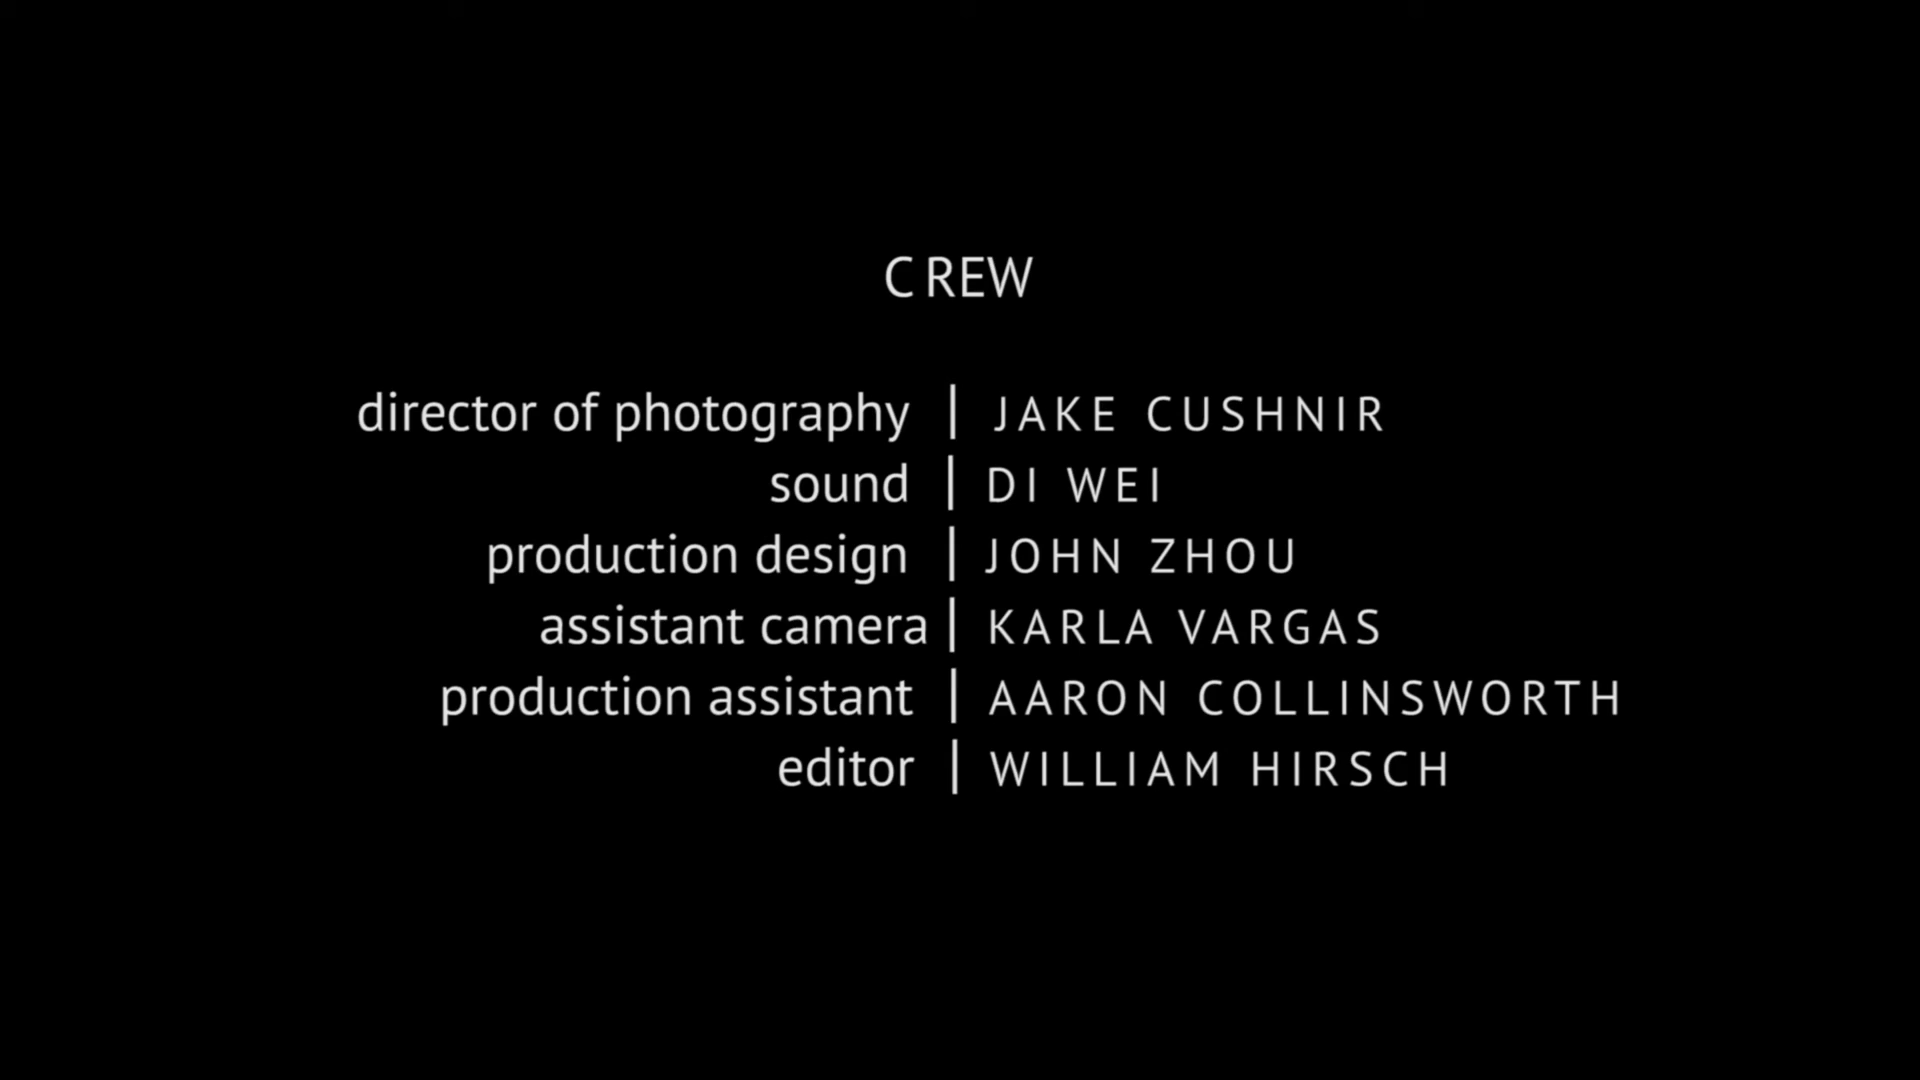 CREW
director of photography | JAKE CUSHNIR
sound | DI WEI
production design | JOHN ZHOU
assistant camera | KARLA VARGAS
production assistant | AARON COLLINSWORTH
editor | WILLIAM HIRSCH